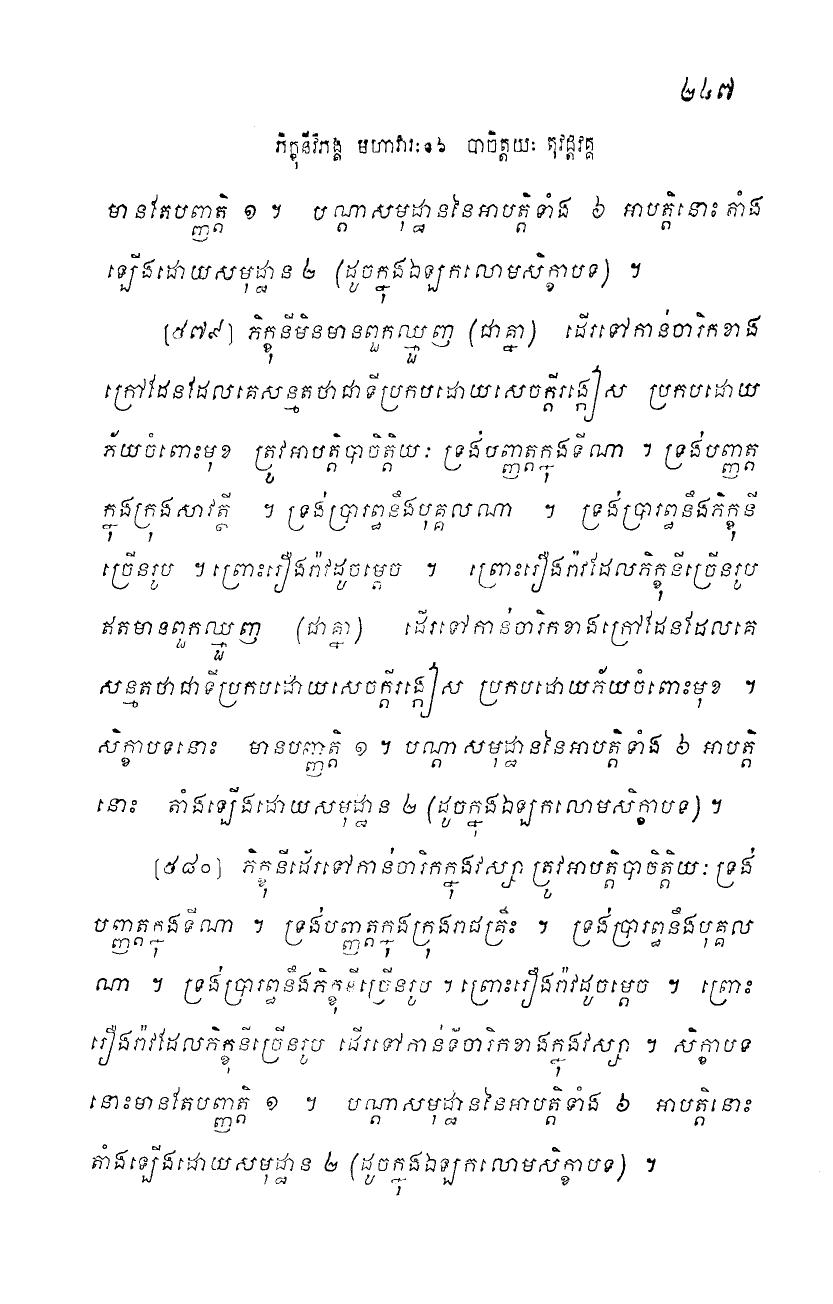 ២៤៧
ភិក្ខុនីវិភង្គ មហាវារៈ១៦ បាចិត្តយៈ តុវដ្តវគ្គ
មានតែបញ្ញត្តិ ១ ។ បណ្តាសមុដ្ឋាននៃអាបត្តិទាំង ៦ អាបត្តិនោះ តាំង
ឡើងដោយសមុដ្ឋាន ២ (ដូចក្នុងឯឡកលោមសិក្ខាបទ) ។
[៥៧៩] ភិក្ខុនីមិនមានពួកឈ្មួញ (ជាគ្នា) ដើរទៅកាន់ចារិកខាង
ក្រៅដែនដែលគេសន្មតថាជាទីប្រកបដោយសេចក្តីរង្កៀស ប្រកបដោយ
ភ័យចំពោះមុខ ត្រូវអាបត្តិបាចិត្តិយៈ ទ្រង់បញ្ញត្តក្នុងទីណា ។ ទ្រង់បញ្ញត្ត
ក្នុងក្រុងសាវត្ថី ។ ទ្រង់ប្រារព្ធនឹងបុគ្គលណា ។ ទ្រង់ប្រារព្ធនឹងភិក្ខុនី
ច្រើនរូប ។ ព្រោះរឿងរ៉ាវដូចម្តេច ។ ព្រោះរឿងរ៉ាវដែលភិក្ខុនីច្រើនរូប
ឥតមានពួកឈ្មួញ (ជាគ្នា) ដើរទៅកាន់ចារិកខាងក្រៅដែនដែលគេ
សន្មតថាជាទីប្រកបដោយសេចក្តីរង្កៀស ប្រកបដោយភ័យចំពោះមុខ ។
សិក្ខាបទនោះ មានបញ្ញត្តិ ១ ។ បណ្តាសមុដ្ឋាននៃអាបត្តិទាំង ៦ អាបត្តិ
នោះ តាំងឡើងដោយសមុដ្ឋាន ២ (ដូចក្នុងឯឡកលោមសិក្ខាបទ) ។
[៥៨០] ភិក្ខុនីដើរទៅកាន់ចារិកក្នុងវស្សា ត្រូវអាបត្តិបាចិត្តិយៈ ទ្រង់
បញ្ញត្តក្នុងទីណា ។ ទ្រង់បញ្ញត្តក្នុងក្រុងរាជគ្រឹះ ។ ទ្រង់ប្រារព្ធនឹងបុគ្គល
ណា ។ ទ្រង់ប្រារព្ធនឹងភិក្ខុនីច្រើនរូប ។ ព្រោះរឿងរ៉ាវដូចម្តេច ។ ព្រោះ
រឿងរ៉ាវដែលភិក្ខុនីច្រើនរូប ដើរទៅកាន់ទីចារិកខាងក្នុងវស្សា ។ សិក្ខាបទ
នោះមានតែបញ្ញត្តិ ១ ។ បណ្តាសមុដ្ឋាននៃអាបត្តិទាំង ៦ អាបត្តិនោះ
តាំងឡើងដោយសមុដ្ឋាន ២ (ដូចក្នុងឯឡកលោមសិក្ខាបទ) ។